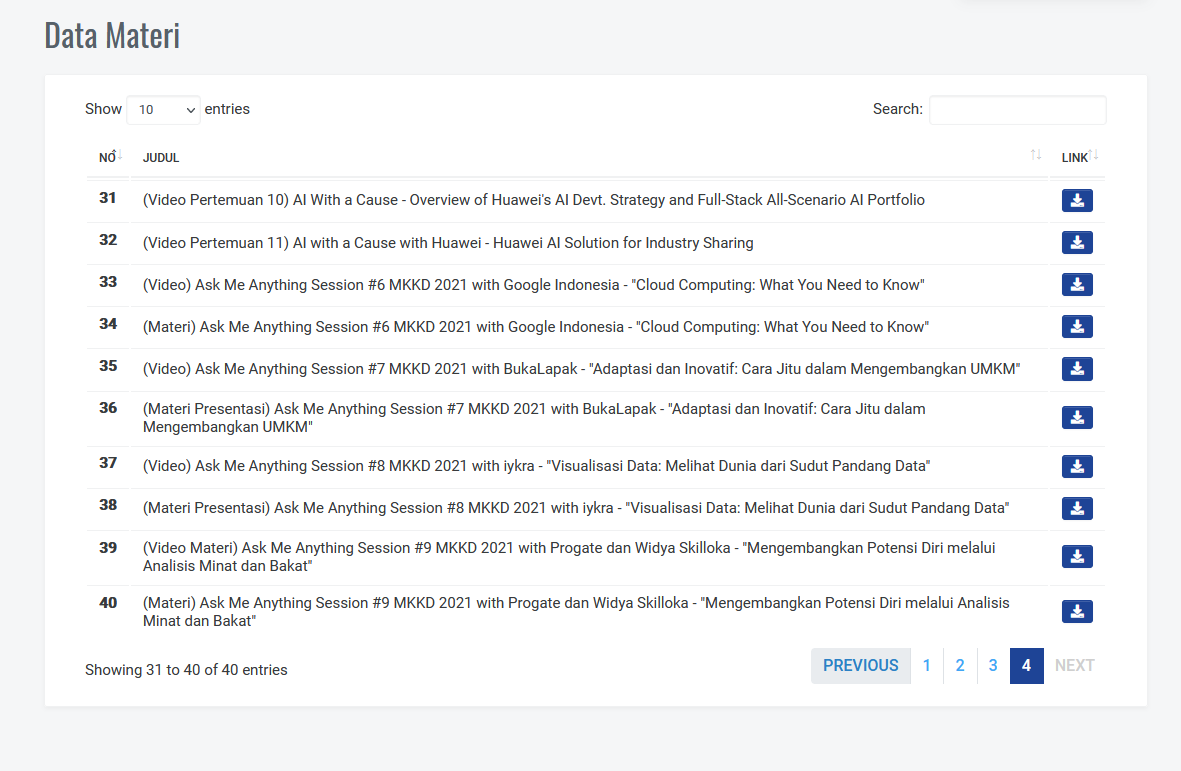 Data Materi
Show 10 entries Search:
NO JUDUL LINK
31 (Video Pertemuan 10) AI With a Cause - Overview of Huawei's AI Devt. Strategy and Full-Stack All-Scenario AI Portfolio
32 (Video Pertemuan 11) AI with a Cause with Huawei - Huawei AI Solution for Industry Sharing
33 (Video) Ask Me Anything Session #6 MKKD 2021 with Google Indonesia - "Cloud Computing: What You Need to Know"
34 (Materi) Ask Me Anything Session #6 MKKD 2021 with Google Indonesia - "Cloud Computing: What You Need to Know"
35 (Video) Ask Me Anything Session #7 MKKD 2021 with BukaLapak - "Adaptasi dan Inovatif: Cara Jitu dalam Mengembangkan UMKM"
36 (Materi Presentasi) Ask Me Anything Session #7 MKKD 2021 with BukaLapak - "Adaptasi dan Inovatif: Cara Jitu dalam
Mengembangkan UMKM"
37 (Video) Ask Me Anything Session #8 MKKD 2021 with iykra - "Visualisasi Data: Melihat Dunia dari Sudut Pandang Data"
38 (Materi Presentasi) Ask Me Anything Session #8 MKKD 2021 with iykra - "Visualisasi Data: Melihat Dunia dari Sudut Pandang Data"
39 (Video Materi) Ask Me Anything Session #9 MKKD 2021 with Progate dan Widya Skilloka - "Mengembangkan Potensi Diri melalui
Analisis Minat dan Bakat"
40 (Materi) Ask Me Anything Session #9 MKKD 2021 with Progate dan Widya Skilloka - "Mengembangkan Potensi Diri melalui Analisis
Minat dan Bakat"
Showing 31 to 40 of 40 entries PREVIOUS 1 2 3 4 NEXT